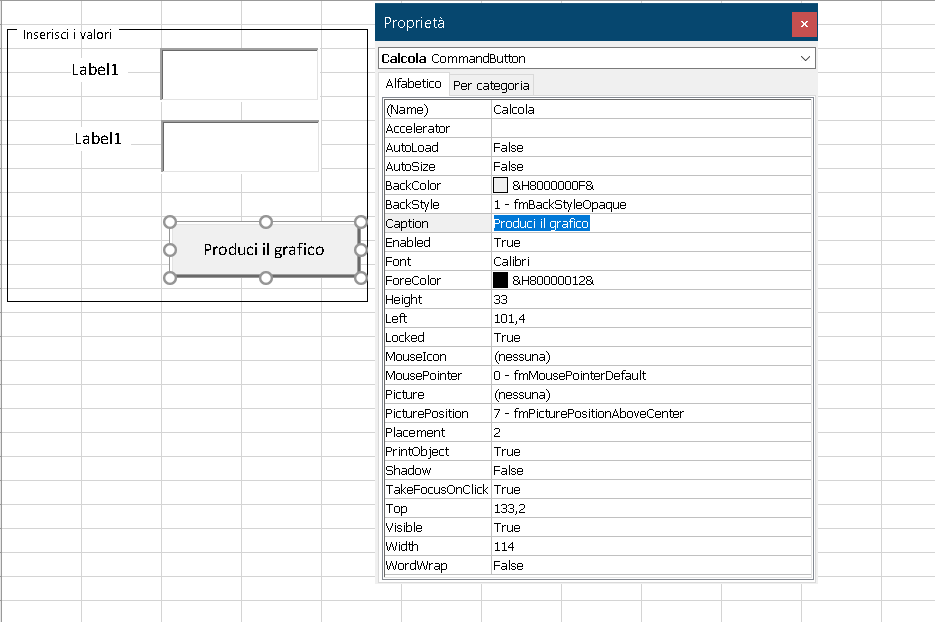 Inserisci i valori
Label1
Label1
Produci il grafico
Proprietà
Calcola CommandButton
Alfabetico Per categoria
(Name) Calcola
Accelerator
AutoLoad False
AutoSize False
BackColor &H8000000F&
BackStyle 1 - fmBackStyleOpaque
Caption Produci il grafico
Enabled True
Font Calibri
ForeColor &H80000012&
Height 33
Left 101,4
Locked True
MouseIcon (nessuna)
MousePointer 0 - fmMousePointerDefault
Picture (nessuna)
PicturePosition 7 - fmPicturePositionAboveCenter
Placement 2
PrintObject True
Shadow False
TakeFocusOnClick True
Top 133,2
Visible True
Width 114
WordWrap False